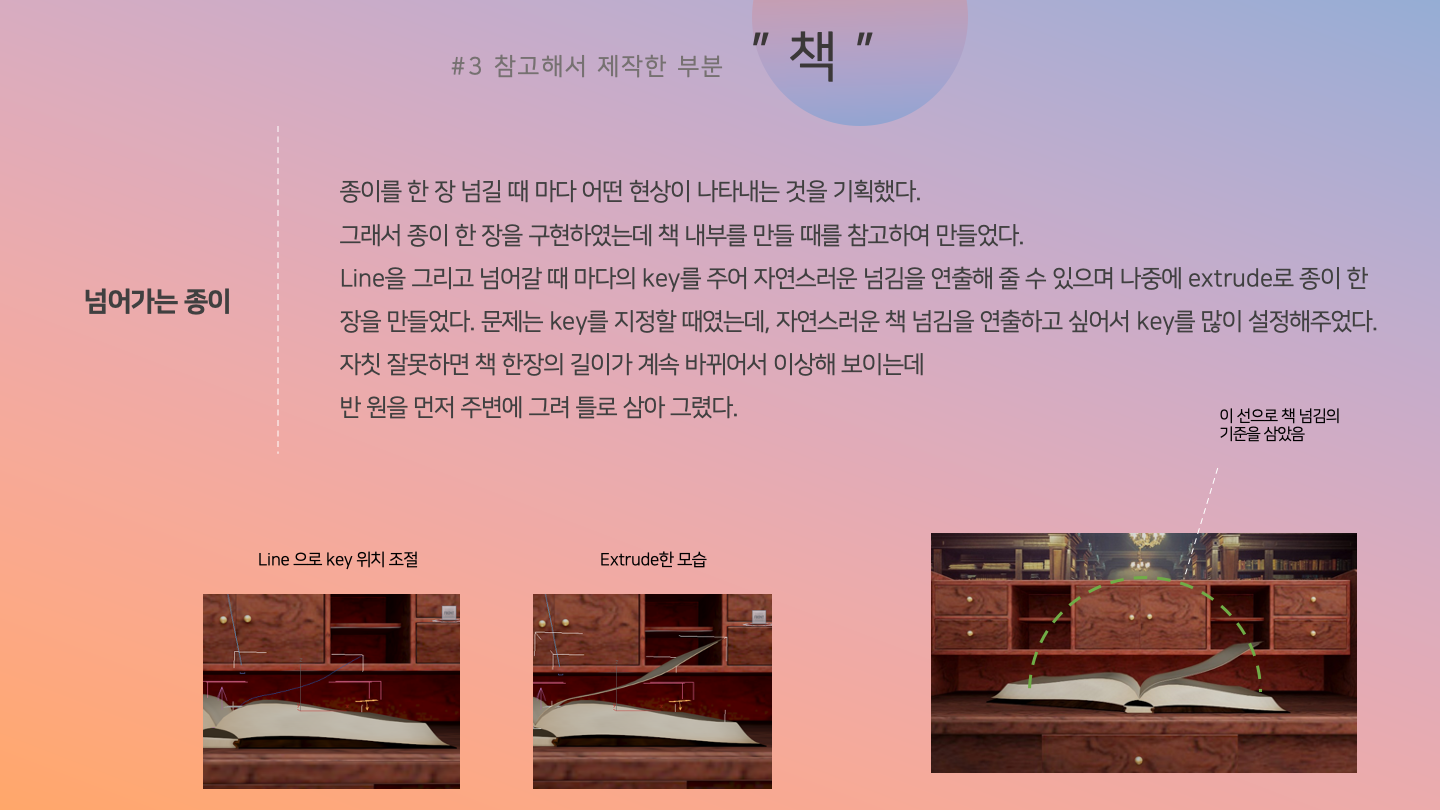 #3 참고해서 제작한 부분 " 책 "
종이를 한 장 넘길 때 마다 어떤 현상이 나타내는 것을 기획했다.
그래서 종이 한 장을 구현하였는데 책 내부를 만들 때를 참고하여 만들었다.
Line을 그리고 넘어갈 때 마다의 key를 주어 자연스러운 넘김을 연출해 줄 수 있으며 나중에 extrude로 종이 한
넘어가는 종이
장을 만들었다. 문제는 key를 지정할 때였는데, 자연스러운 책 넘김을 연출하고 싶어서 key를 많이 설정해주었다.
자칫 잘못하면 책 한장의 길이가 계속 바뀌어서 이상해 보이는데
반 원을 먼저 주변에 그려 틀로 삼아 그렸다.
이 선으로 책 넘김의
기준을 삼았음
Line 으로 key 위치 조절
Extrude한 모습